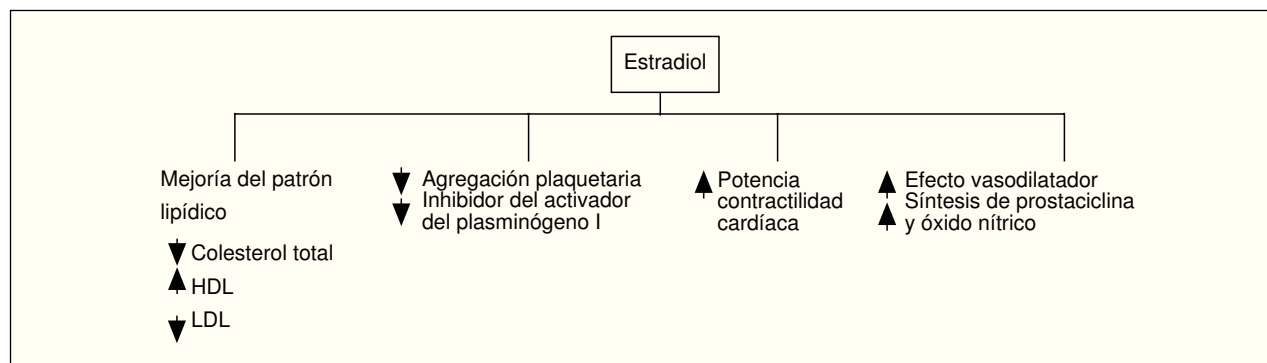 Estradiol
Mejoría del patrón
lipídico
Colesterol total
HDL
LDL
Agregación plaquetaria
Inhibidor del activador
del plasminógeno I
Potencia
contractilidad
cardíaca
Efecto vasodilatador
Síntesis de prostaciclina
y óxido nítrico